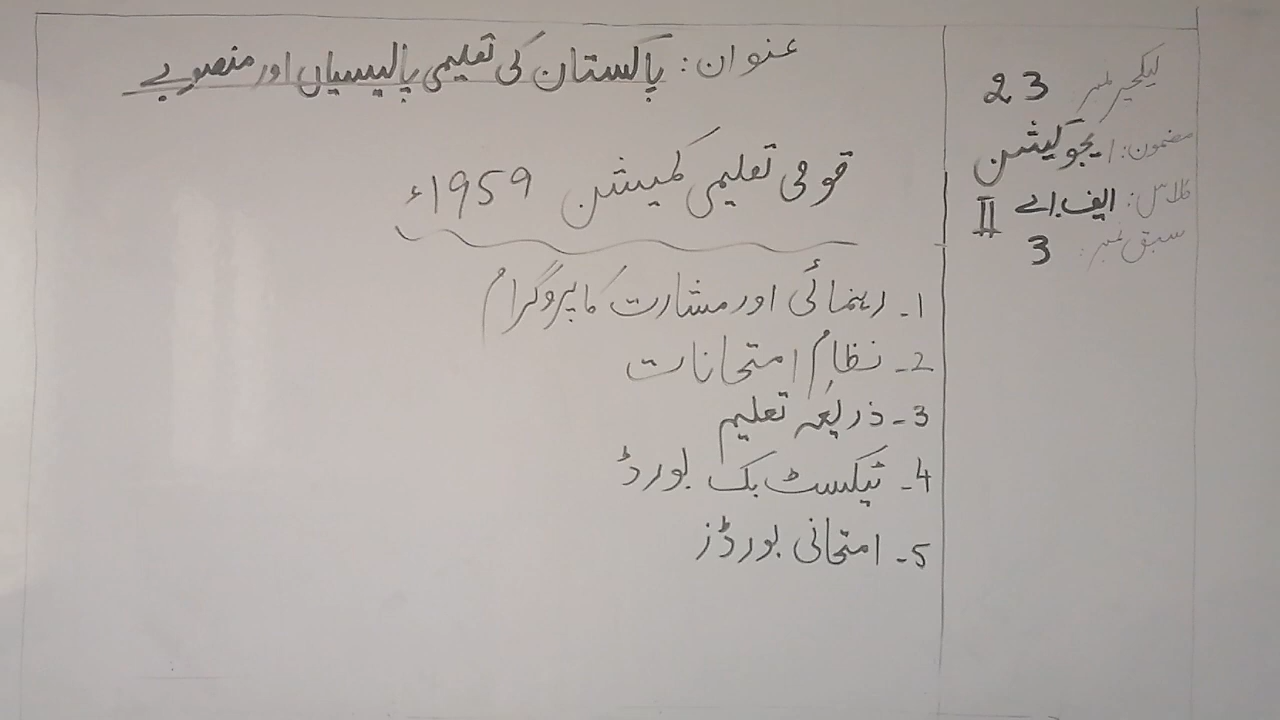 عنوان: پاکستان کی تعلیمی پالیسیاں اور منصوبے
قومی تعلیمی کمیشن 1959ء
1۔ رہنمائی اور مشارت کا پروگرام
2۔ نظامِ امتحانات
3۔ ذریعہ تعلیم
4۔ ٹیکسٹ بک بورڈ
5۔ امتحانی بورڈز
لیکچر نمبر 23
مضمون: ایجوکیشن
کلاس: ایف اے II
سبق نمبر: 3